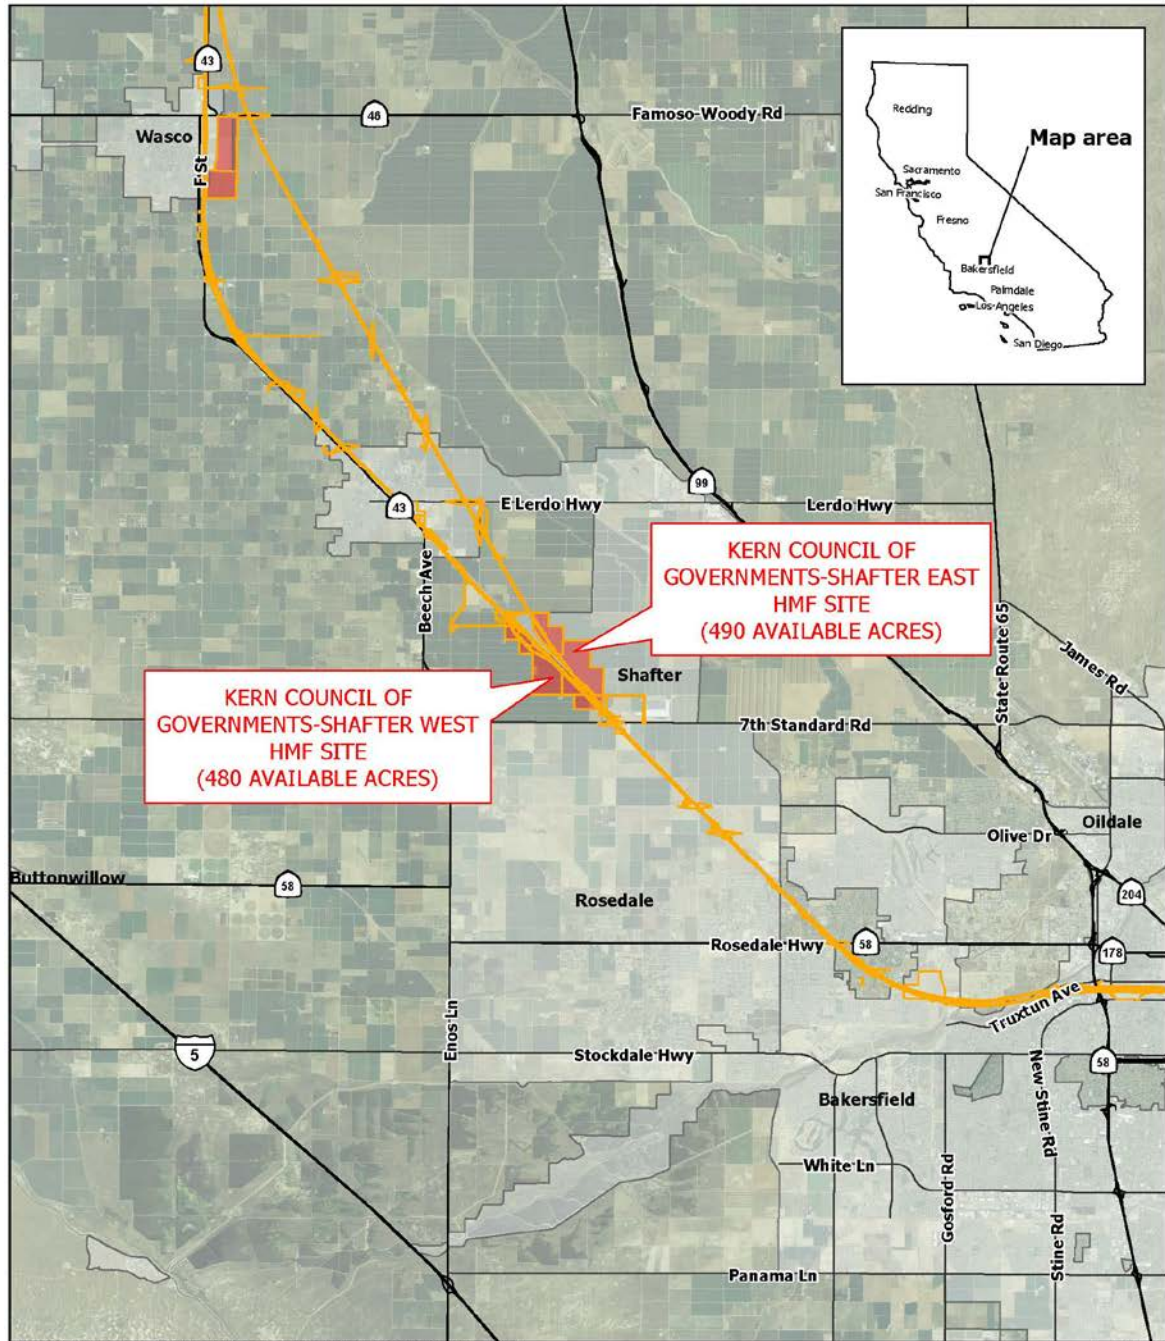 43
46
Famoso-Woody Rd
Wasco
F St
Redding
Map area
Sacramento
San Francisco
Fresno
Bakersfield
Palmdale
Los-Angeles
San Diego
99
43
E Lerdo Hwy
Lerdo Hwy
KERN COUNCIL OF
GOVERNMENTS-SHAFTER EAST
HMF SITE
(490 AVAILABLE ACRES)
Beech Ave
State Route 65
James Rd
Shafter
KERN COUNCIL OF
GOVERNMENTS-SHAFTER WEST
HMF SITE
(480 AVAILABLE ACRES)
7th Standard Rd
Olive Dr
Oildale
Buttonwillow
58
204
Rosedale
Rosedale Hwy
58
178
Truxtun Ave
Enos Ln
5
Stockdale Hwy
58
New Stine Rd
Bakersfield
White Ln
Gosford Rd
Stine Rd
Panama Ln